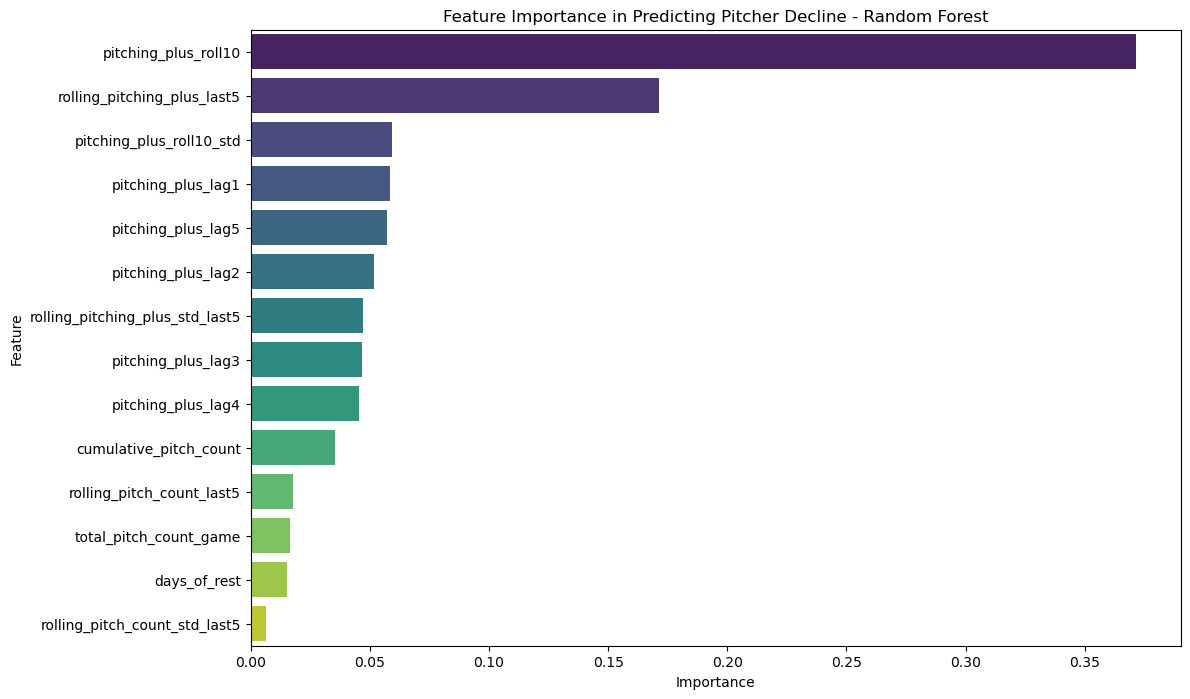 Feature Importance in Predicting Pitcher Decline - Random Forest
pitching_plus_roll10
rolling_pitching_plus_last5
pitching_plus_roll10_std
pitching_plus_lag1
pitching_plus_lag5
pitching_plus_lag2
rolling_pitching_plus_std_last5
pitching_plus_lag3
pitching_plus_lag4
cumulative_pitch_count
rolling_pitch_count_last5
total_pitch_count_game
days_of_rest
rolling_pitch_count_std_last5
Feature
0.00 0.05 0.10 0.15 0.20 0.25 0.30 0.35
Importance